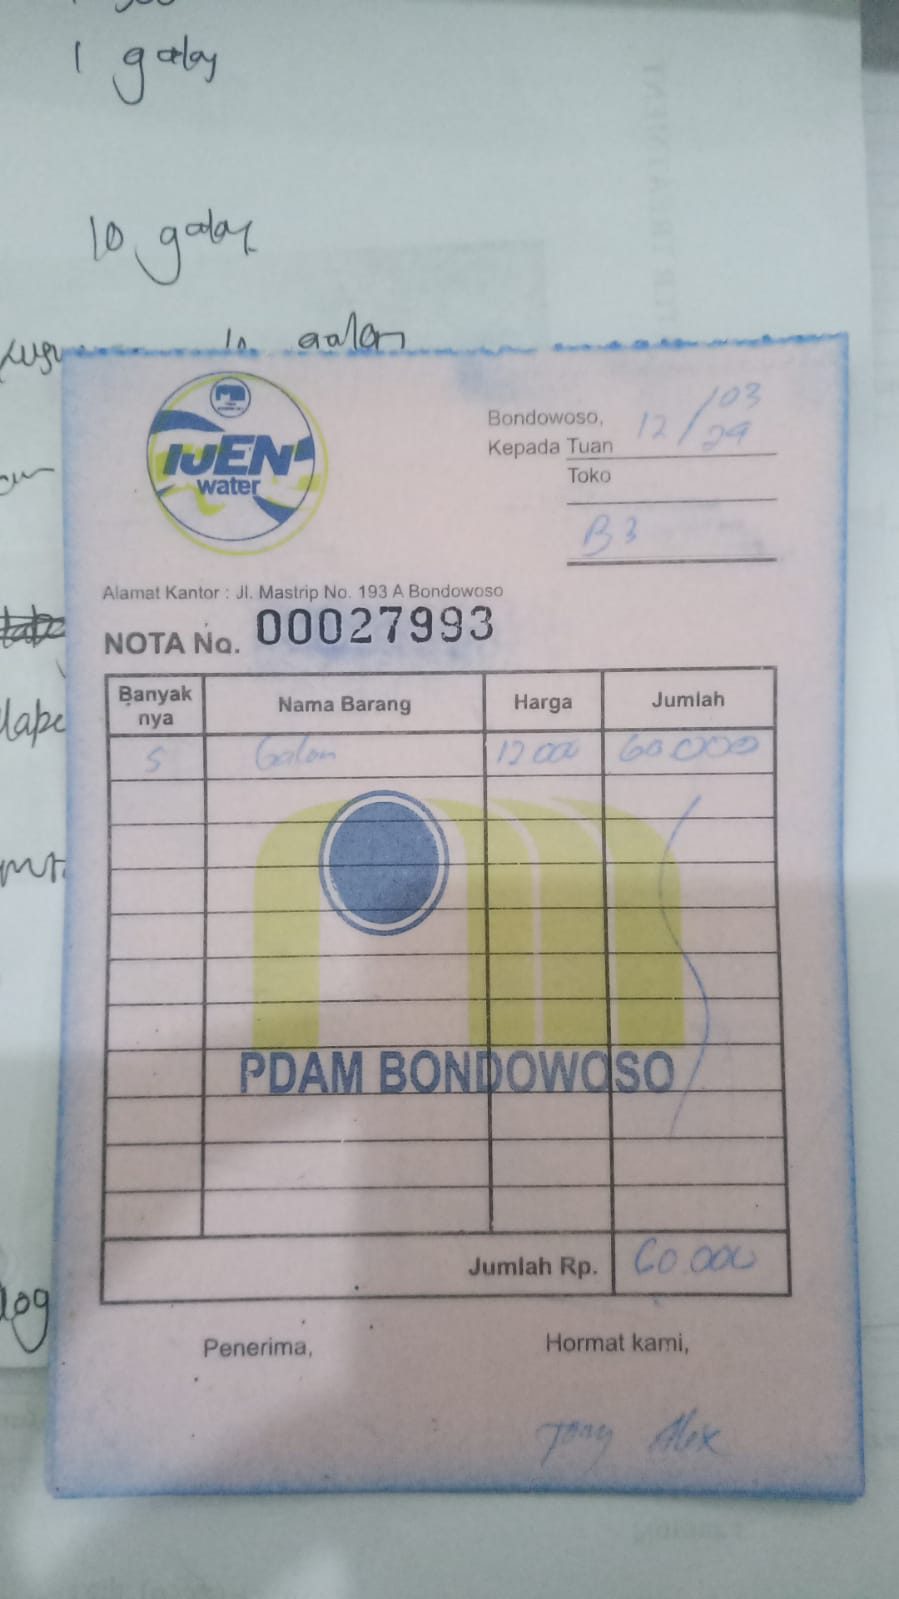 1 galon
10 galon
10 galon
IJEN
water
Bondowoso, 12/03
Kepada Tuan
Toko
B3
Alamat Kantor : Jl. Mastrip No. 193 A Bondowoso
NOTA No. 00027993
Banyak nya Nama Barang Harga Jumlah
5 Galon 12 000 60.000
PDAM BONDOWOSO
Jumlah Rp. 60.000
Penerima, Hormat kami,
Alex